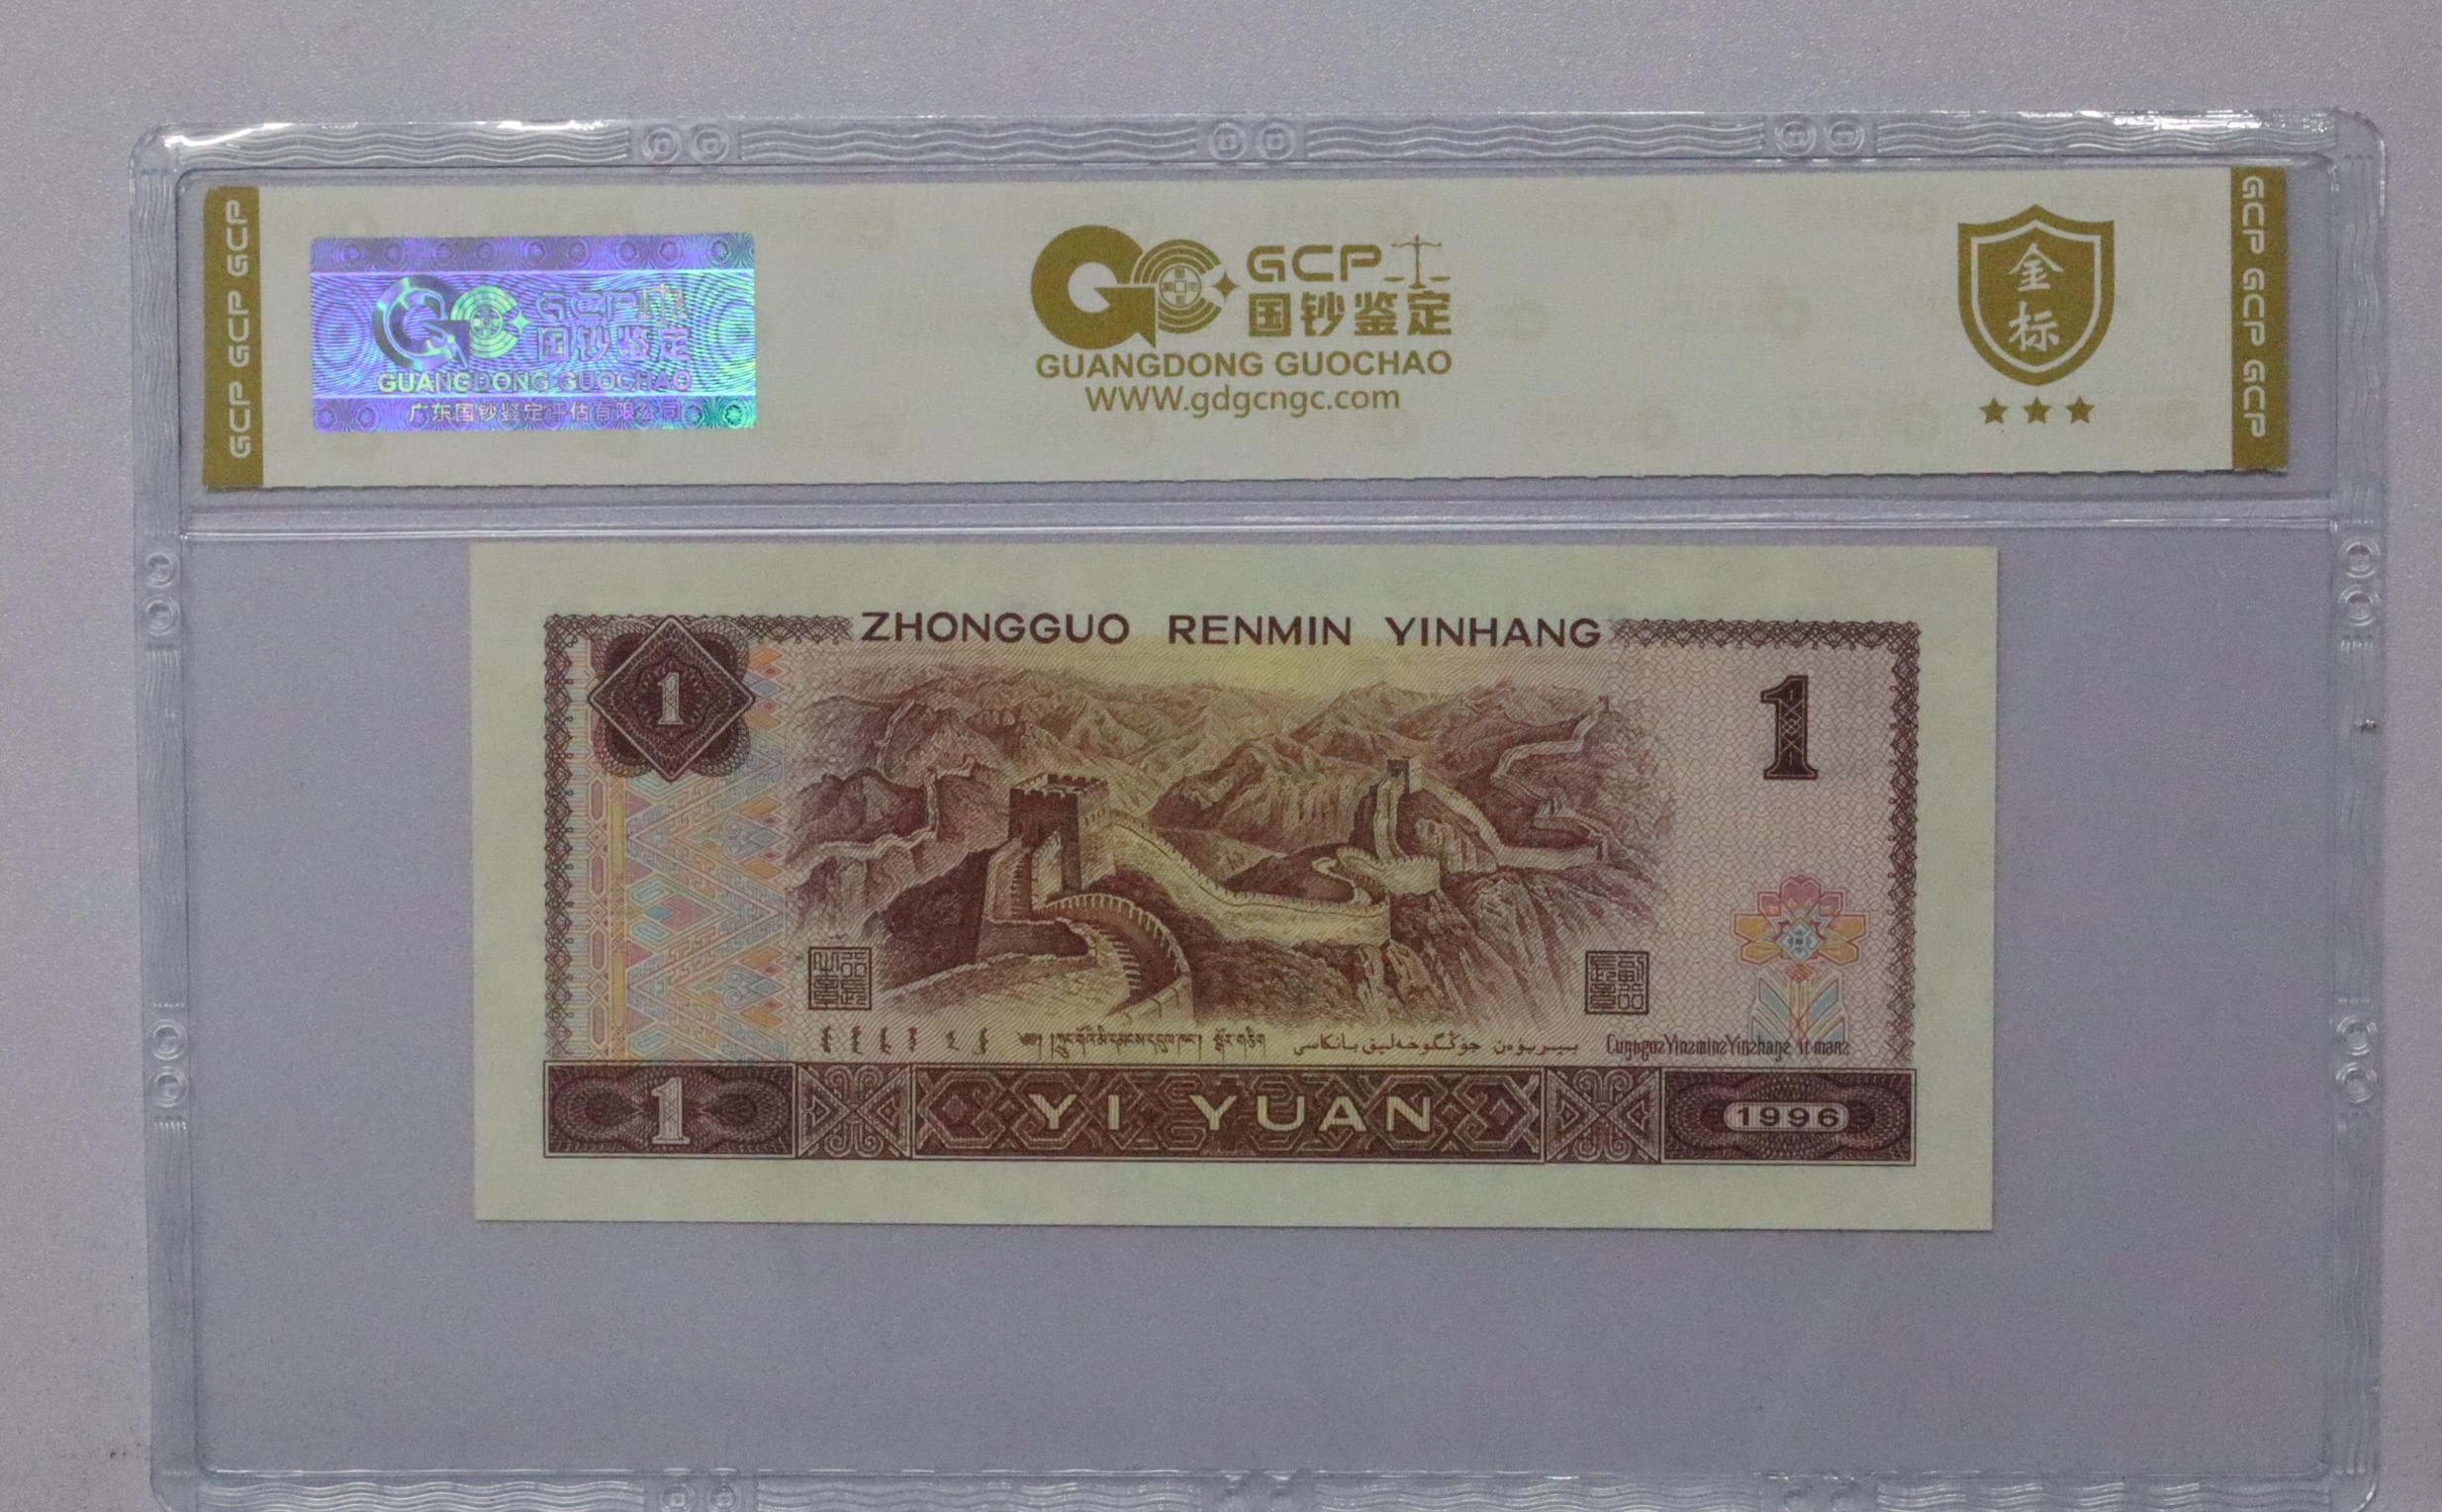 GCP GCP GCP
GCP
国钞鉴定
GUANGDONG GUOCHAO
广东国钞鉴定评估有限公司
GCP
国钞鉴定
GUANGDONG GUOCHAO
WWW.gdgcngc.com
金
标
GCP GCP GCP
ZHONGGUO RENMIN YINHANG
1
1
YI YUAN
1
1996